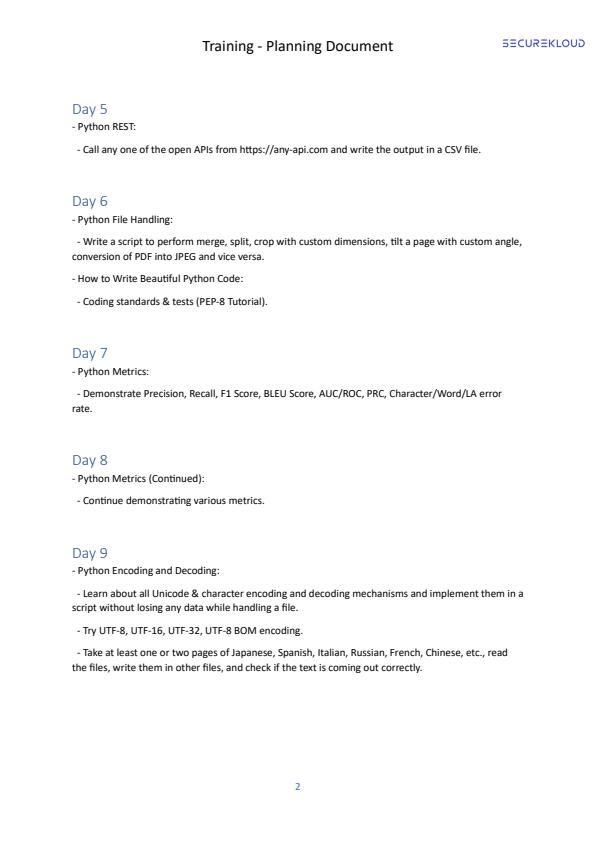 Training - Planning Document
SECUREKLOUD
Day 5
- Python REST:
- Call any one of the open APIs from https://any-api.com and write the output in a CSV file.
Day 6
- Python File Handling:
- Write a script to perform merge, split, crop with custom dimensions, tilt a page with custom angle,
conversion of PDF into JPEG and vice versa.
- How to Write Beautiful Python Code:
- Coding standards & tests (PEP-8 Tutorial).
Day 7
- Python Metrics:
- Demonstrate Precision, Recall, F1 Score, BLEU Score, AUC/ROC, PRC, Character/Word/LA error
rate.
Day 8
- Python Metrics (Continued):
- Continue demonstrating various metrics.
Day 9
- Python Encoding and Decoding:
- Learn about all Unicode & character encoding and decoding mechanisms and implement them in a
script without losing any data while handling a file.
- Try UTF-8, UTF-16, UTF-32, UTF-8 BOM encoding.
- Take at least one or two pages of Japanese, Spanish, Italian, Russian, French, Chinese, etc., read
the files, write them in other files, and check if the text is coming out correctly.
2